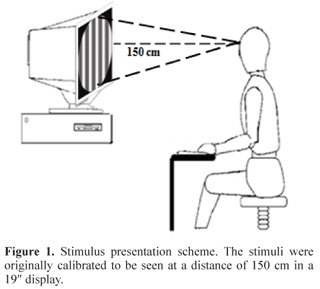 150 cm
Figure 1. Stimulus presentation scheme. The stimuli were
originally calibrated to be seen at a distance of 150 cm in a
19" display.